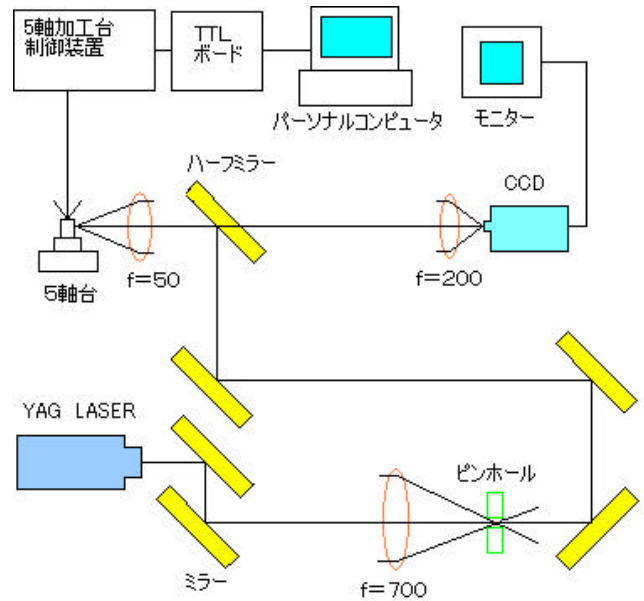 5軸加工台
制御装置
TTL
ボード
パーソナルコンピュータ
モニター
ハーフミラー
CCD
f=50
f=200
5軸台
YAG LASER
ピンホール
ミラー
f=700